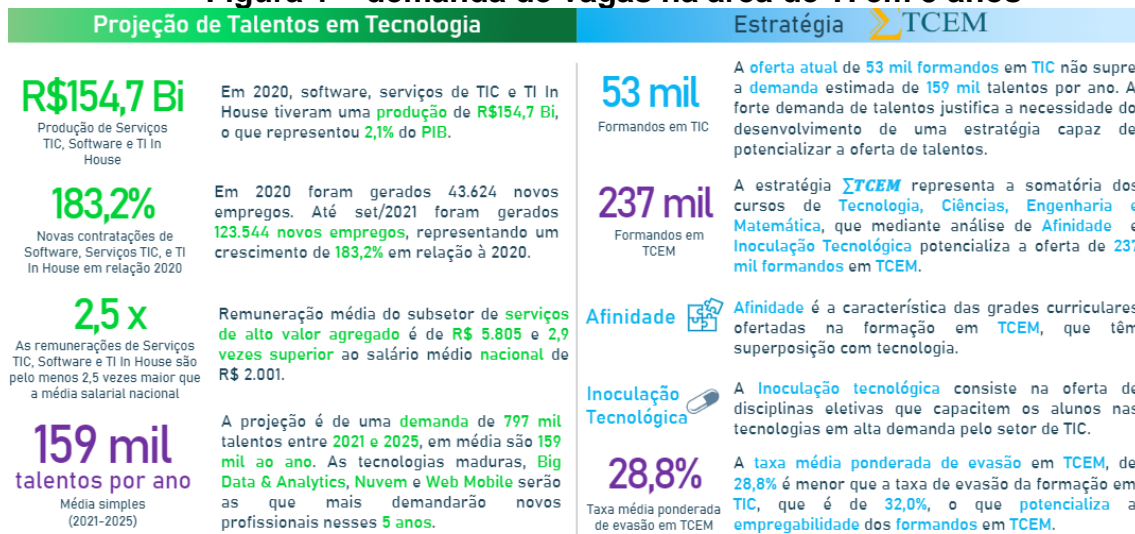 Projeção de Talentos em Tecnologia
R$154,7 Bi
Produção de Serviços
TIC, Software e TI In
House
Em 2020, software, serviços de TIC e TI In
House tiveram uma produção de R$154,7 Bi,
o que representou 2,1% do PIB.
183,2%
Novas contratações de
Software, Serviços TIC, e TI
In House em relação 2020
Em 2020 foram gerados 43.624 novos
empregos. Até set/2021 foram gerados
123.544 novos empregos, representando um
crescimento de 183,2% em relação à 2020.
2,5 x
As remunerações de Serviços
TIC, Software e TI In House são
pelo menos 2,5 vezes maior que
a média salarial nacional
Remuneração média do subsetor de serviços
de alto valor agregado é de R$ 5.805 e 2,9
vezes superior ao salário médio nacional de
R$ 2.001.
159 mil
talentos por ano
Média simples
(2021-2025)
A projeção é de uma demanda de 797 mil
talentos entre 2021 e 2025, em média são 159
mil ao ano. As tecnologias maduras, Big
Data & Analytics, Nuvem e Web Mobile serão
as que mais demandarão novos
profissionais nesses 5 anos.
Estratégia ∑TCEM
53 mil
Formandos em TIC
A oferta atual de 53 mil formandos em TIC não supre
a demanda estimada de 159 mil talentos por ano. A
forte demanda de talentos justifica a necessidade do
desenvolvimento de uma estratégia capaz de
potencializar a oferta de talentos.
237 mil
Formandos em
TCEM
A estratégia ∑TCEM representa a somatória dos
cursos de Tecnologia, Ciências, Engenharia e
Matemática, que mediante análise de Afinidade e
Inoculação Tecnológica potencializa a oferta de 237
mil formandos em TCEM.
Afinidade
Afinidade é a característica das grades curriculares
ofertadas na formação em TCEM, que têm
superposição com tecnologia.
Inoculação
Tecnológica
A Inoculação tecnológica consiste na oferta de
disciplinas eletivas que capacitem os alunos nas
tecnologias em alta demanda pelo setor de TIC.
28,8%
Taxa média ponderada
de evasão em TCEM
A taxa média ponderada de evasão em TCEM, de
28,8% é menor que a taxa de evasão da formação em
TIC, que é de 32,0%, o que potencializa a
empregabilidade dos formandos em TCEM.